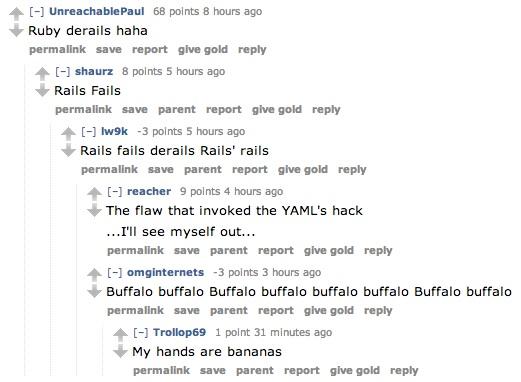 [–] UnreachablePaul 68 points 8 hours ago
Ruby derails haha
permalink save report give gold reply
[–] shaurz 8 points 5 hours ago
Rails Fails
permalink save parent report give gold reply
[–] lw9k -3 points 5 hours ago
Rails fails derails Rails' rails
permalink save parent report give gold reply
[–] reacher 9 points 4 hours ago
The flaw that invoked the YAML's hack
...I'll see myself out...
permalink save parent report give gold reply
[–] omginternets -3 points 3 hours ago
Buffalo buffalo Buffalo buffalo buffalo buffalo Buffalo buffalo
permalink save parent report give gold reply
[–] Trollop69 1 point 31 minutes ago
My hands are bananas
permalink save parent report give gold reply